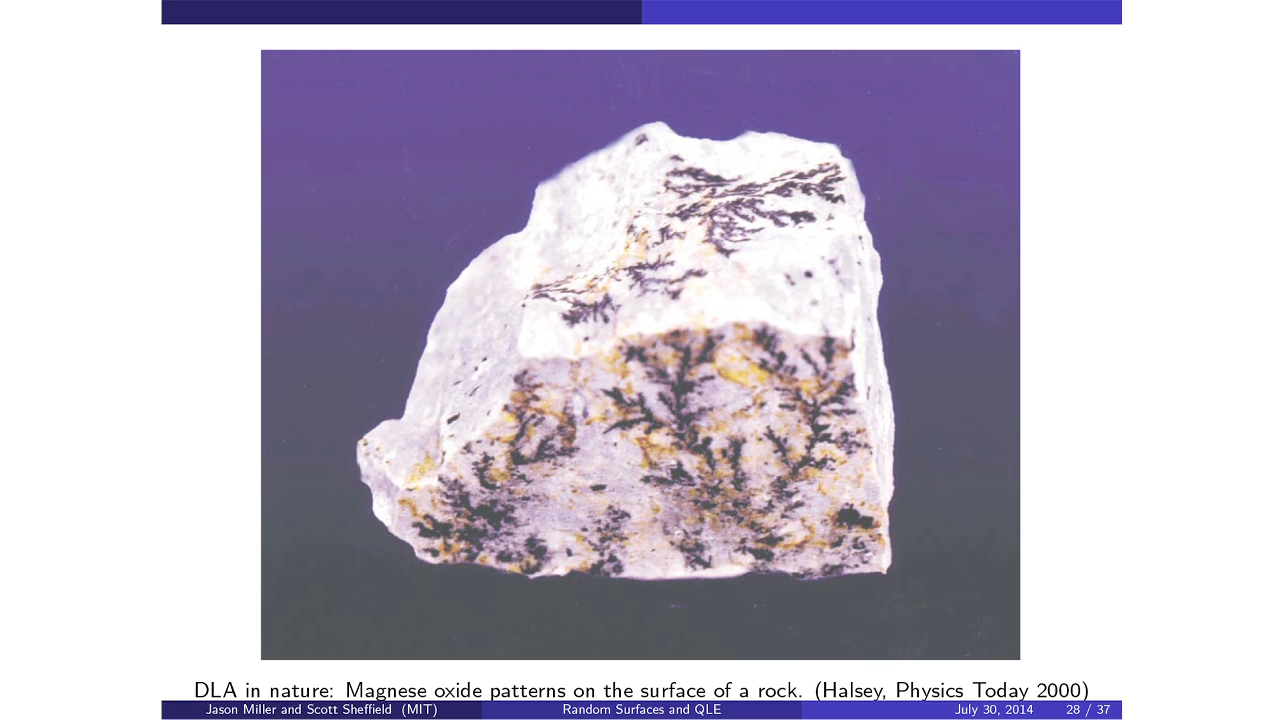 DLA in nature: Magnese oxide patterns on the surface of a rock. (Halsey, Physics Today 2000)
Jason Miller and Scott Sheffield (MIT) Random Surfaces and QLE July 30, 2014 28 / 37